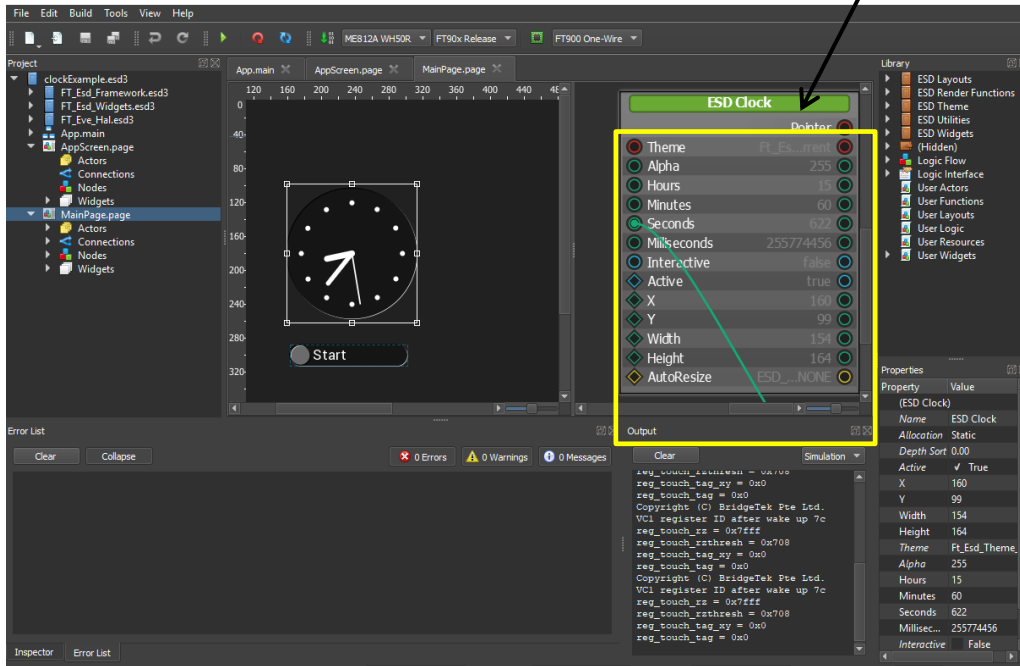 File Edit Build Tools View Help
ME812A WH50R FT90x Release FT900 One-Wire
Project
clockExample.esd3
FT_Esd_Framework.esd3
FT_Esd_Widgets.esd3
FT_Eve_Hal.esd3
App.main
AppScreen.page
Actors
Connections
Nodes
Widgets
MainPage.page
Actors
Connections
Nodes
Widgets
App.main AppScreen.page MainPage.page
120 160 200 240 280 320 360 400 440
0
40
80
120
160
200
240
280
320
Start
ESD Clock
Pointer
Theme Ft_Es...rrent
Alpha 255
Hours 15
Minutes 60
Seconds 622
Milliseconds 255774456
Interactive false
Active true
X 160
Y 99
Width 154
Height 164
AutoResize ESD_...NONE
Library
ESD Layouts
ESD Render Functions
ESD Theme
ESD Utilities
ESD Widgets
(Hidden)
Logic Flow
Logic Interface
User Actors
User Functions
User Layouts
User Logic
User Resources
User Widgets
Properties
Property Value
(ESD Clock)
Name ESD Clock
Allocation Static
Depth Sort 0.00
Active True
X 160
Y 99
Width 154
Height 164
Theme Ft_Esd_Theme_
Alpha 255
Hours 15
Minutes 60
Seconds 622
Millisec... 255774456
Interactive False
Error List
Clear Collapse 0 Errors 0 Warnings 0 Messages
Inspector Error List
Output
Clear Simulation
reg_touch_rzthresh = 0x708
reg_touch_tag_xy = 0x0
reg_touch_tag = 0x0
Copyright (C) BridgeTek Pte Ltd.
VC1 register ID after wake up 7c
reg_touch_rz = 0x7fff
reg_touch_rzthresh = 0x708
reg_touch_tag_xy = 0x0
reg_touch_tag = 0x0
Copyright (C) BridgeTek Pte Ltd.
VC1 register ID after wake up 7c
reg_touch_rz = 0x7fff
reg_touch_rzthresh = 0x708
reg_touch_tag_xy = 0x0
reg_touch_tag = 0x0